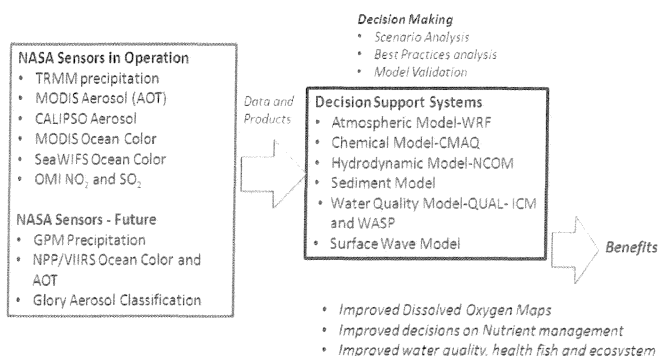 Decision Making
• Scenario Analysis
• Best Practices analysis
• Model Validation
NASA Sensors in Operation
• TRMM precipitation
• MODIS Aerosol (AOT)
• CALIPSO Aerosol
• MODIS Ocean Color
• SeaWIFS Ocean Color
• OMI NO₂ and SO₂
NASA Sensors - Future
• GPM Precipitation
• NPP/VIIRS Ocean Color and
AOT
• Glory Aerosol Classification
Data and
Products
Decision Support Systems
• Atmospheric Model-WRF
• Chemical Model-CMAQ
• Hydrodynamic Model-NCOM
• Sediment Model
• Water Quality Model-QUAL- ICM
and WASP
• Surface Wave Model
Benefits
• Improved Dissolved Oxygen Maps
• Improved decisions on Nutrient management
• Improved water quality, health fish and ecosystem